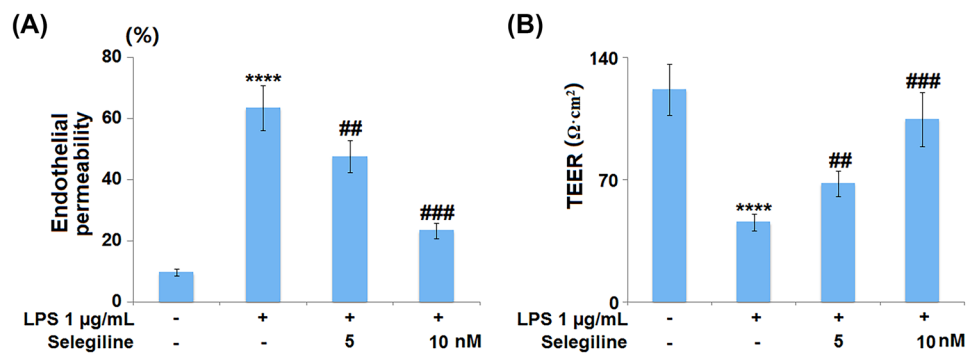 (A)
(%)
80
60
40
20
0
Endothelial
permeability
****
##
###
LPS 1 µg/mL - + + +
Selegiline - - 5 10 nM
(B)
140
70
0
TEER (Ω·cm²)
****
##
###
LPS 1 µg/mL - + + +
Selegiline - - 5 10 nM